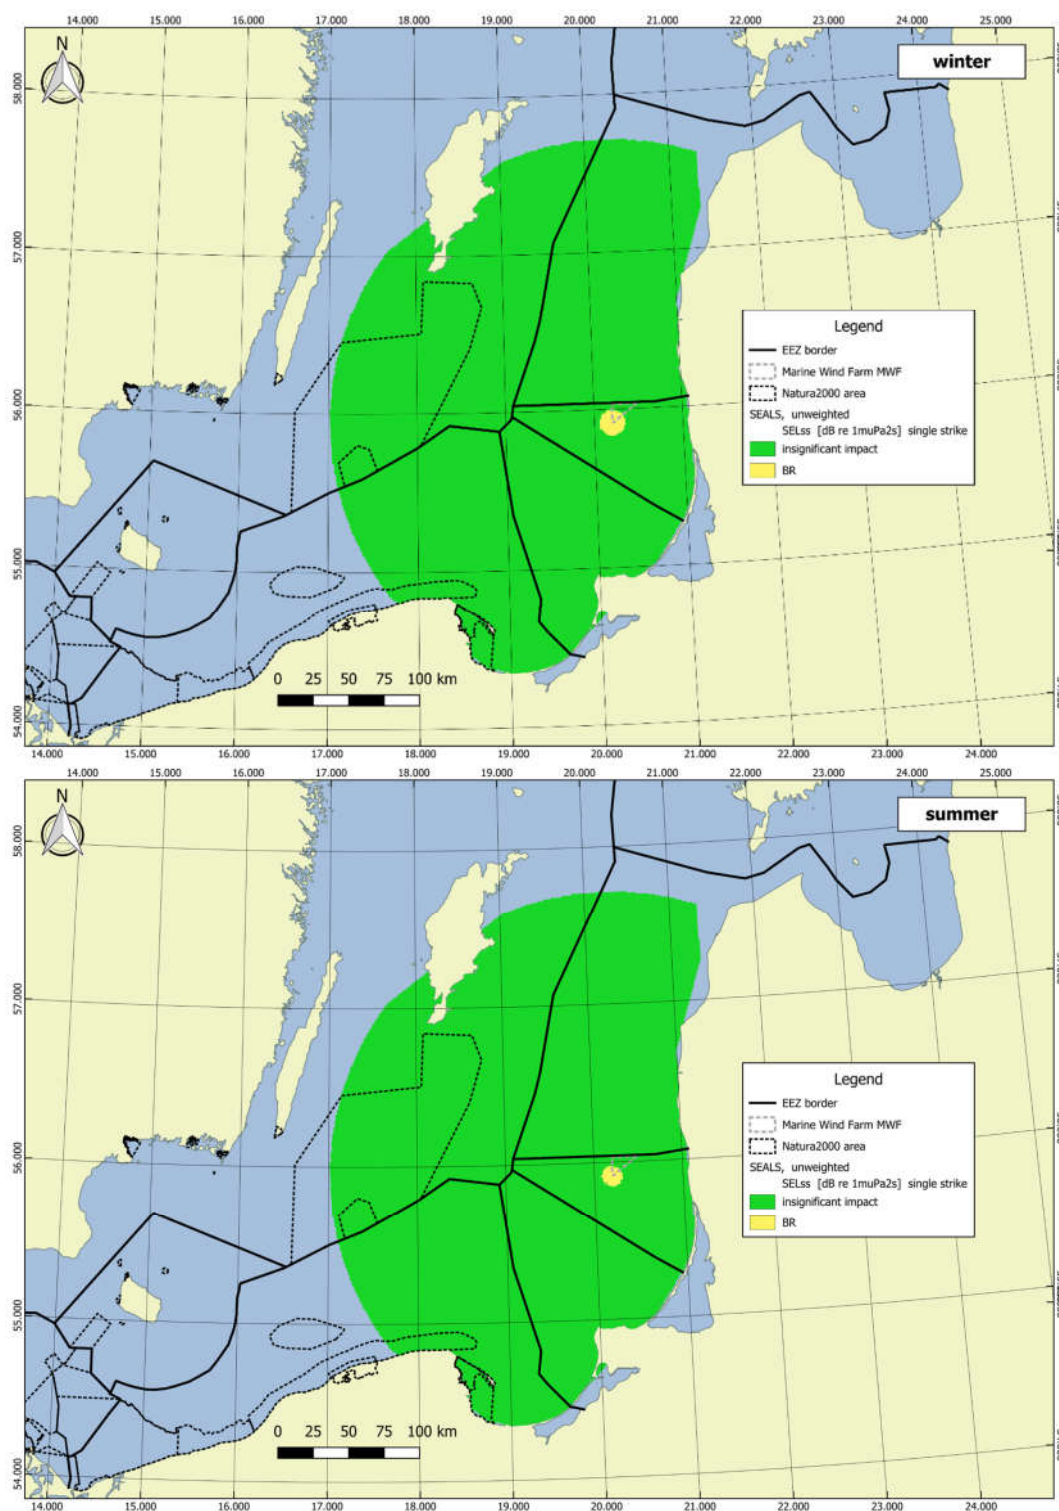 14.000 15.000 16.000 17.000 18.000 19.000 20.000 21.000 22.000 23.000 24.000 25.000
N
winter
58.000
57.000
56.000
55.000
54.000
Legend
EEZ border
Marine Wind Farm MWF
Natura2000 area
SEALS, unweighted
SELss [dB re 1muPa2s] single strike
insignificant impact
BR
0 25 50 75 100 km
14.000 15.000 16.000 17.000 18.000 19.000 20.000 21.000 22.000 23.000 24.000
14.000 15.000 16.000 17.000 18.000 19.000 20.000 21.000 22.000 23.000 24.000 25.000
N
summer
58.000
57.000
56.000
55.000
54.000
Legend
EEZ border
Marine Wind Farm MWF
Natura2000 area
SEALS, unweighted
SELss [dB re 1muPa2s] single strike
insignificant impact
BR
0 25 50 75 100 km
14.000 15.000 16.000 17.000 18.000 19.000 20.000 21.000 22.000 23.000 24.000